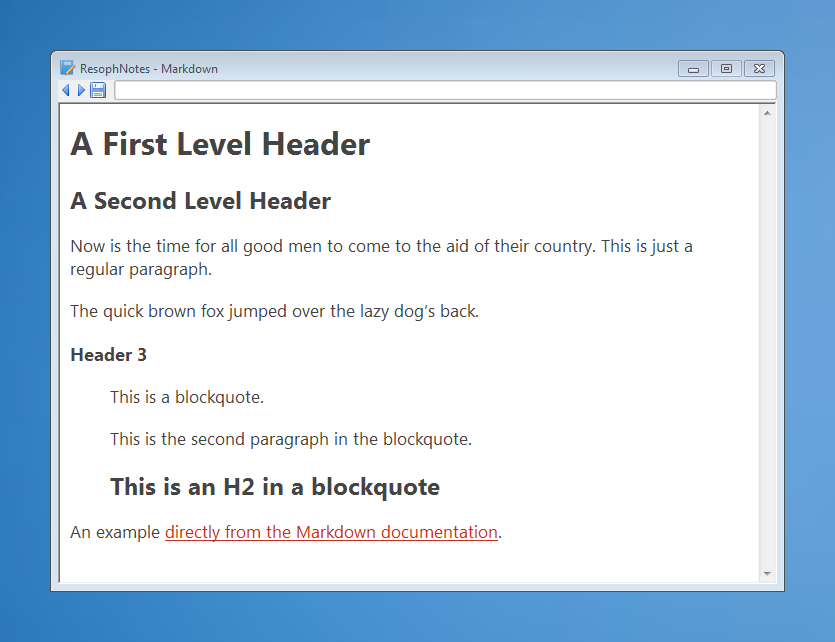 ResophNotes - Markdown
A First Level Header
A Second Level Header
Now is the time for all good men to come to the aid of their country. This is just a
regular paragraph.
The quick brown fox jumped over the lazy dog’s back.
Header 3
This is a blockquote.
This is the second paragraph in the blockquote.
This is an H2 in a blockquote
An example directly from the Markdown documentation.